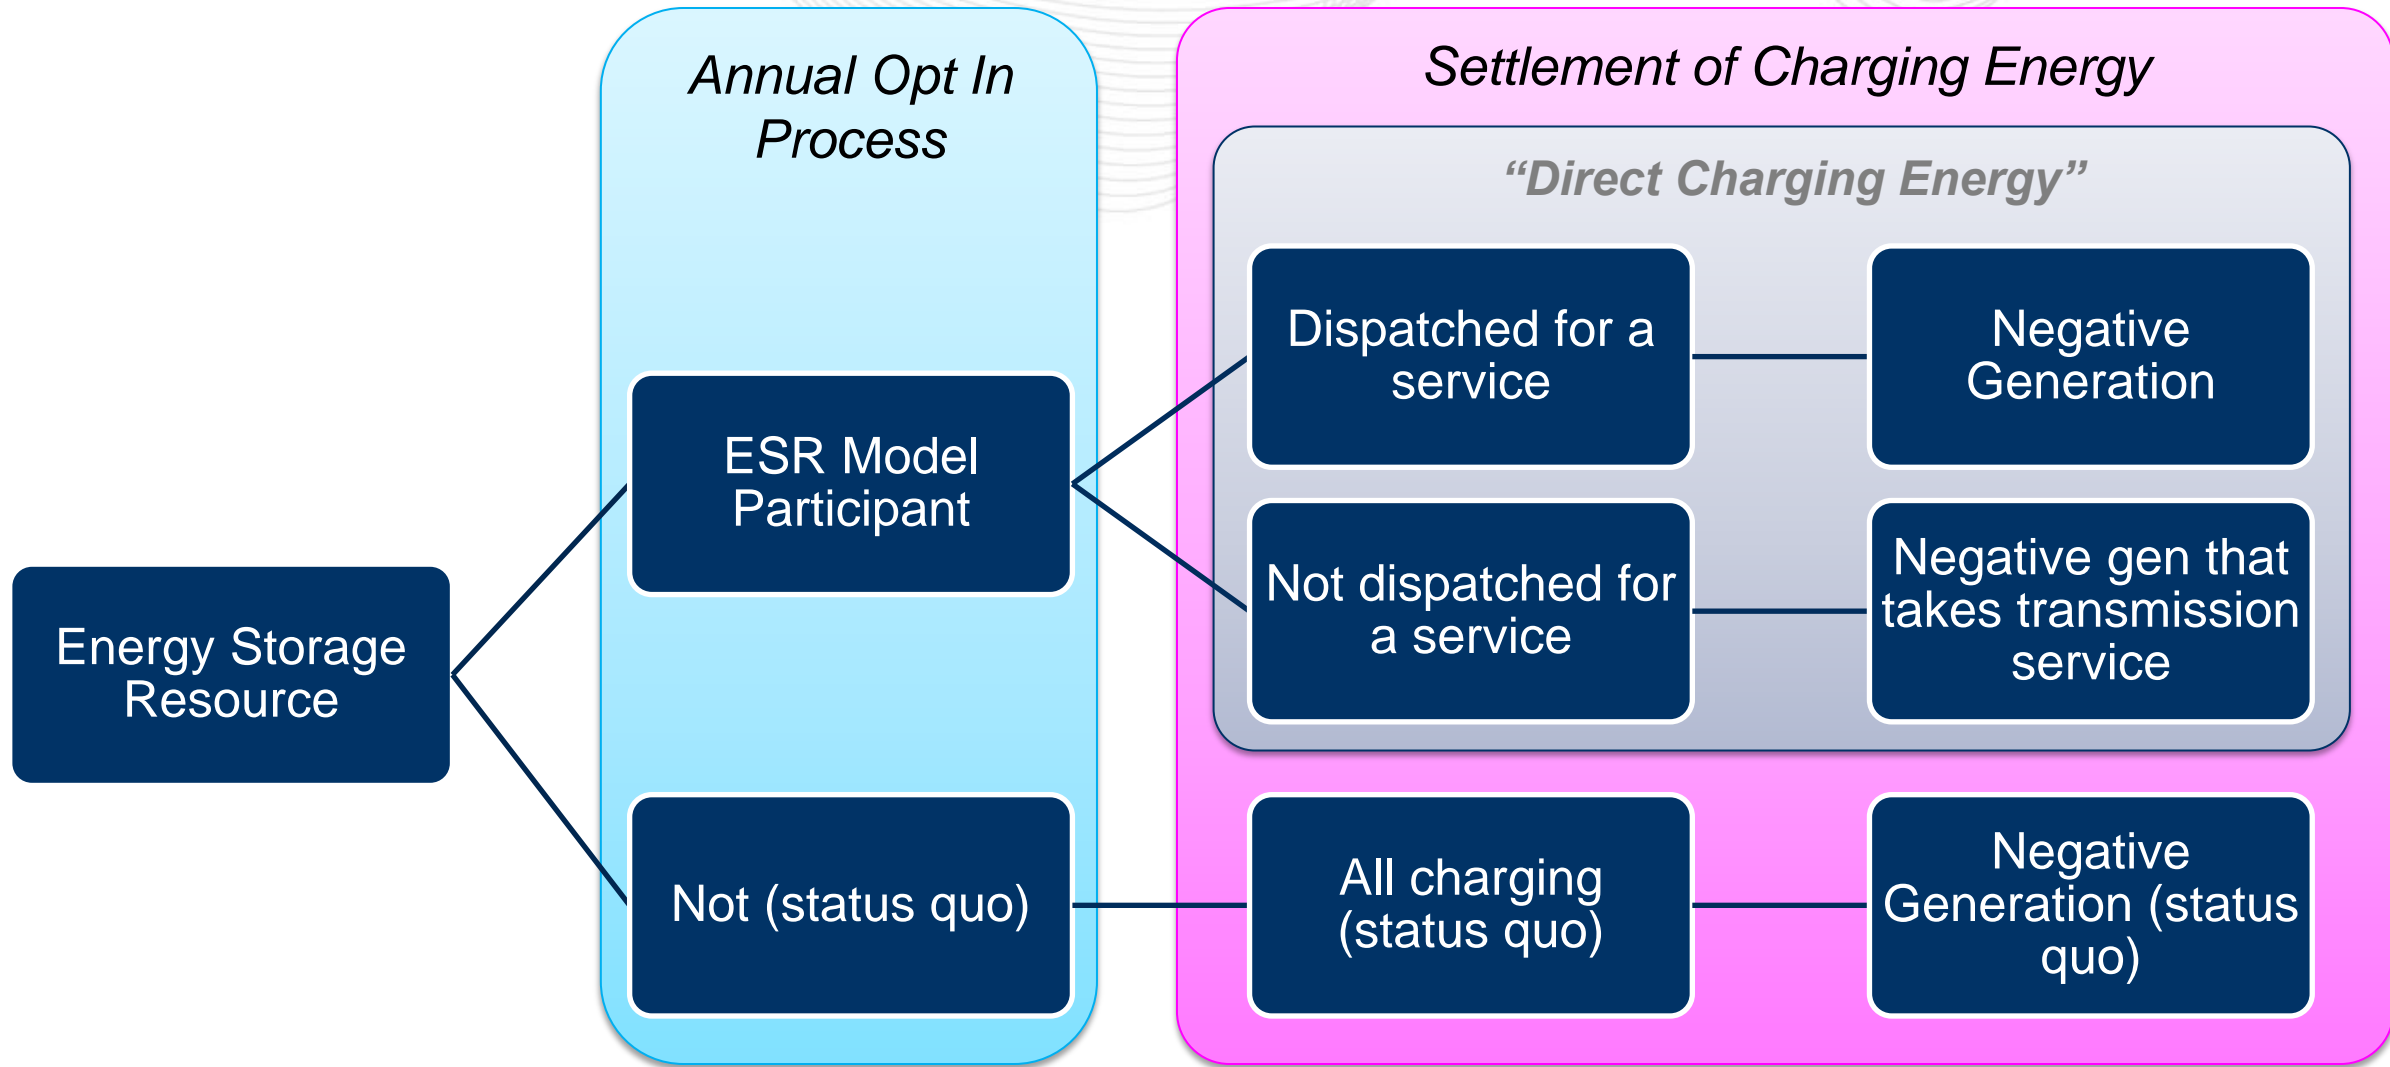 Annual Opt In
Process
Settlement of Charging Energy
“Direct Charging Energy”
Energy Storage
Resource
ESR Model
Participant
Dispatched for a
service
Negative
Generation
Not dispatched for
a service
Negative gen that
takes transmission
service
Not (status quo)
All charging
(status quo)
Negative
Generation (status
quo)